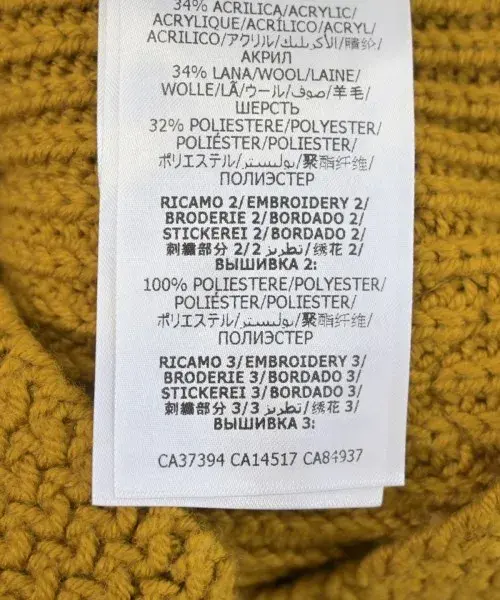 34% ACRILICA/ACRYLIC/
ACRYLIQUE/ACRÍLICO/ACRYL/
ACRÍLICO/アクリル/الأكريليك/腈纶/
АКРИЛ
34% LANA/WOOL/LAINE/
WOLLE/LÃ/ウール/صوف/羊毛/
ШЕРСТЬ
32% POLIESTERE/POLYESTER/
POLIÉSTER/POLIESTER/
ポリエステル/بوليستر/聚酯纤维/
ПОЛИЭСТЕР
RICAMO 2/EMBROIDERY 2/
BRODERIE 2/BORDADO 2/
STICKEREI 2/BORDADO 2/
刺繍部分 2/تطريز 2/绣花 2/
ВЫШИВКА 2:
100% POLIESTERE/POLYESTER/
POLIÉSTER/POLIESTER/
ポリエステル/بوليستر/聚酯纤维/
ПОЛИЭСТЕР
RICAMO 3/EMBROIDERY 3/
BRODERIE 3/BORDADO 3/
STICKEREI 3/BORDADO 3/
刺繍部分 3/تطريز 3/绣花 3/
ВЫШИВКА 3:
CA37394 CA14517 CA84937